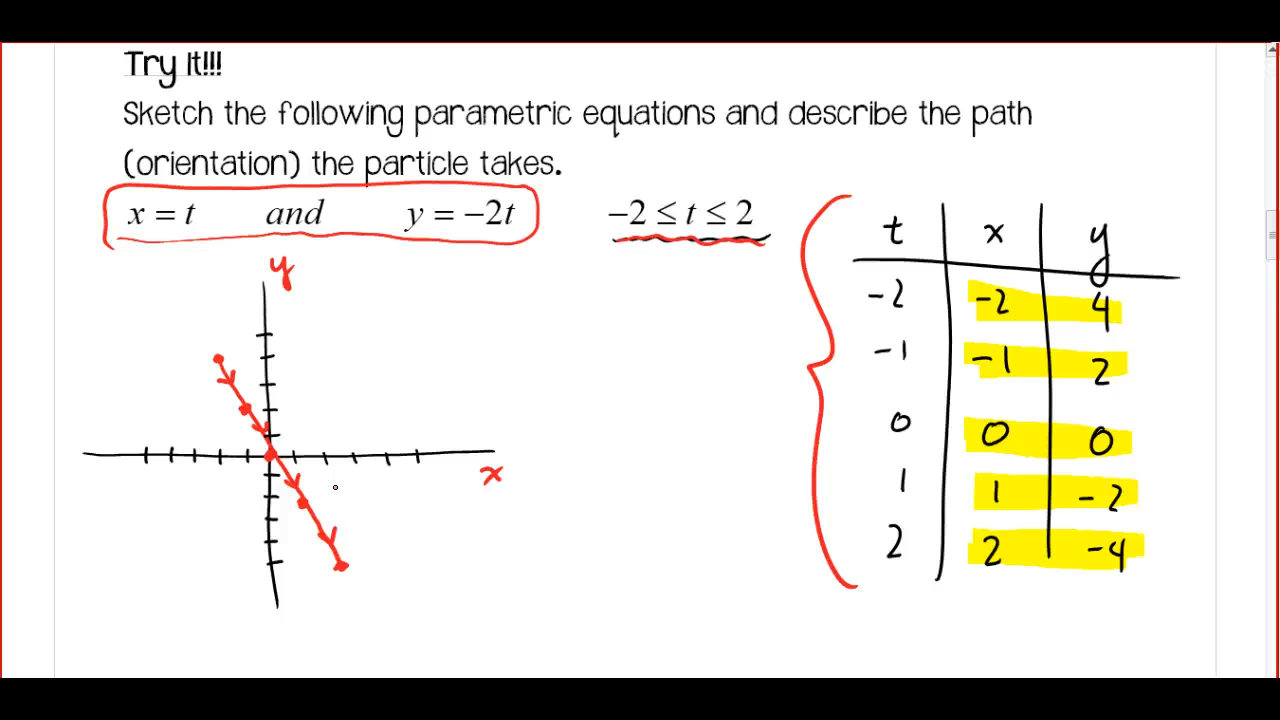 Try It!!!
Sketch the following parametric equations and describe the path
(orientation) the particle takes.
x = t and y = −2t −2 ≤ t ≤ 2
y
x
t x y
-2 -2 4
-1 -1 2
0 0 0
1 1 -2
2 2 -4